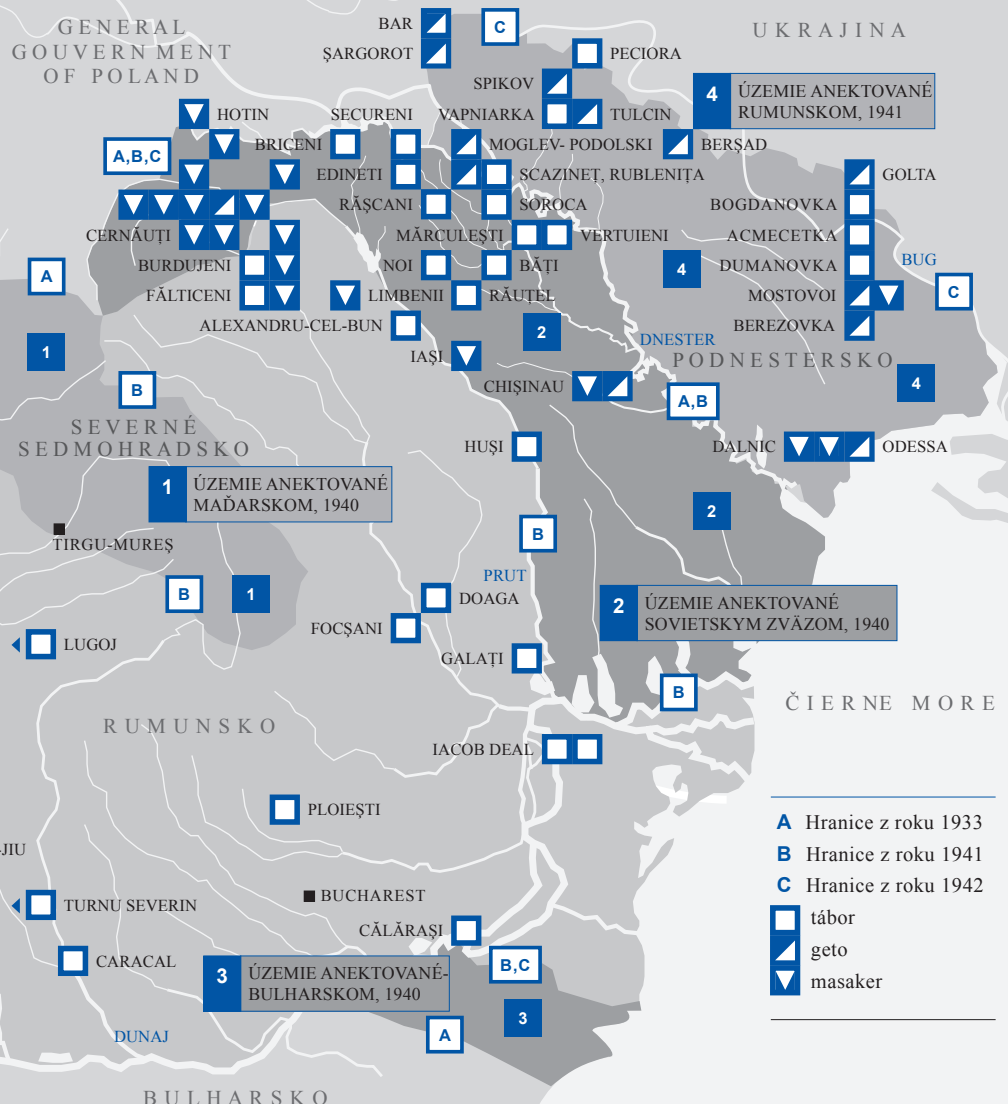 GENERAL
GOUVERNMENT
OF POLAND
BAR
ŞARGOROT
C
PECIORA
UKRAJINA
SPIKOV
4
ÚZEMIE ANEKTOVANÉ
RUMUNSKOM, 1941
HOTIN
SECURENI
VAPNIARKA
TULCIN
A,B,C
BRICENI
MOGLEV- PODOLSKI
BERŞAD
EDINETI
SCAZINEŢ, RUBLENIŢA
GOLTA
RĂŞCANI
SOROCA
BOGDANOVKA
CERNĂUŢI
MĂRCULEŞTI
VERTUIENI
ACMECETKA
A
BURDUJENI
NOI
BĂŢI
4
DUMANOVKA
BUG
C
FĂLTICENI
LIMBENII
RĂUŢEL
MOSTOVOI
ALEXANDRU-CEL-BUN
2
BEREZOVKA
1
IAŞI
DNESTER
PODNESTERSKO
B
CHIŞINAU
A,B
4
SEVERNÉ
SEDMOHRADSKO
HUŞI
DALNIC
ODESSA
1
ÚZEMIE ANEKTOVANÉ
MAĎARSKOM, 1940
2
TIRGU-MUREŞ
B
PRUT
B
1
DOAGA
2
ÚZEMIE ANEKTOVANÉ
SOVIETSKYM ZVÄZOM, 1940
FOCŞANI
LUGOJ
GALAŢI
B
ČIERNE MORE
RUMUNSKO
IACOB DEAL
PLOIEŞTI
A Hranice z roku 1933
-JIU
B Hranice z roku 1941
C Hranice z roku 1942
TURNU SEVERIN
BUCHAREST
tábor
CĂLĂRAŞI
geto
CARACAL
B,C
masaker
3
ÚZEMIE ANEKTOVANÉ-
BULHARSKOM, 1940
3
DUNAJ
A
BULHARSKO